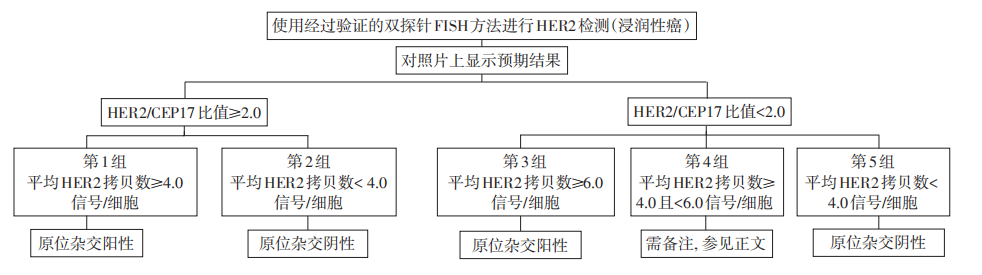 使用经过验证的双探针FISH方法进行HER2检测(浸润性癌)
对照片上显示预期结果
HER2/CEP17比值≥2.0
HER2/CEP17比值<2.0
第1组
平均HER2拷贝数≥4.0
信号/细胞
第2组
平均HER2拷贝数< 4.0
信号/细胞
第3组
平均HER2拷贝数≥6.0
信号/细胞
第4组
平均HER2拷贝数≥
4.0且<6.0信号/细胞
第5组
平均HER2拷贝数<
4.0信号/细胞
原位杂交阳性
原位杂交阴性
原位杂交阳性
需备注, 参见正文
原位杂交阴性